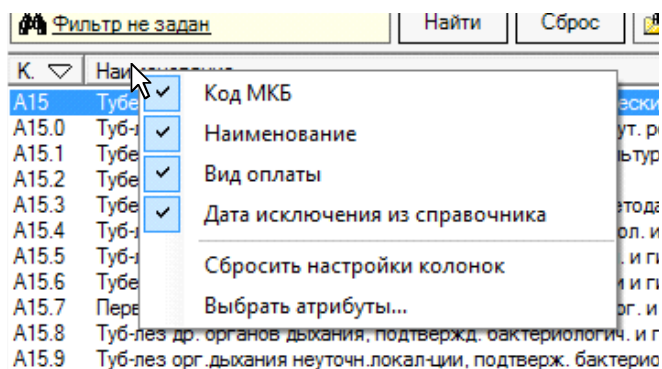 Фильтр не задан
Найти
Сброс
К.
Код МКБ
Наименование
Вид оплаты
Дата исключения из справочника
Сбросить настройки колонок
Выбрать атрибуты...
A15
A15.0
A15.1
A15.2
A15.3
A15.4
A15.5
A15.6
A15.7
A15.8 Туб-лез др. органов дыхания, подтвержд. бактериологич. и г
A15.9 Туб-лез орг.дыхания неуточн.локал-ции, подтверж. бактерио